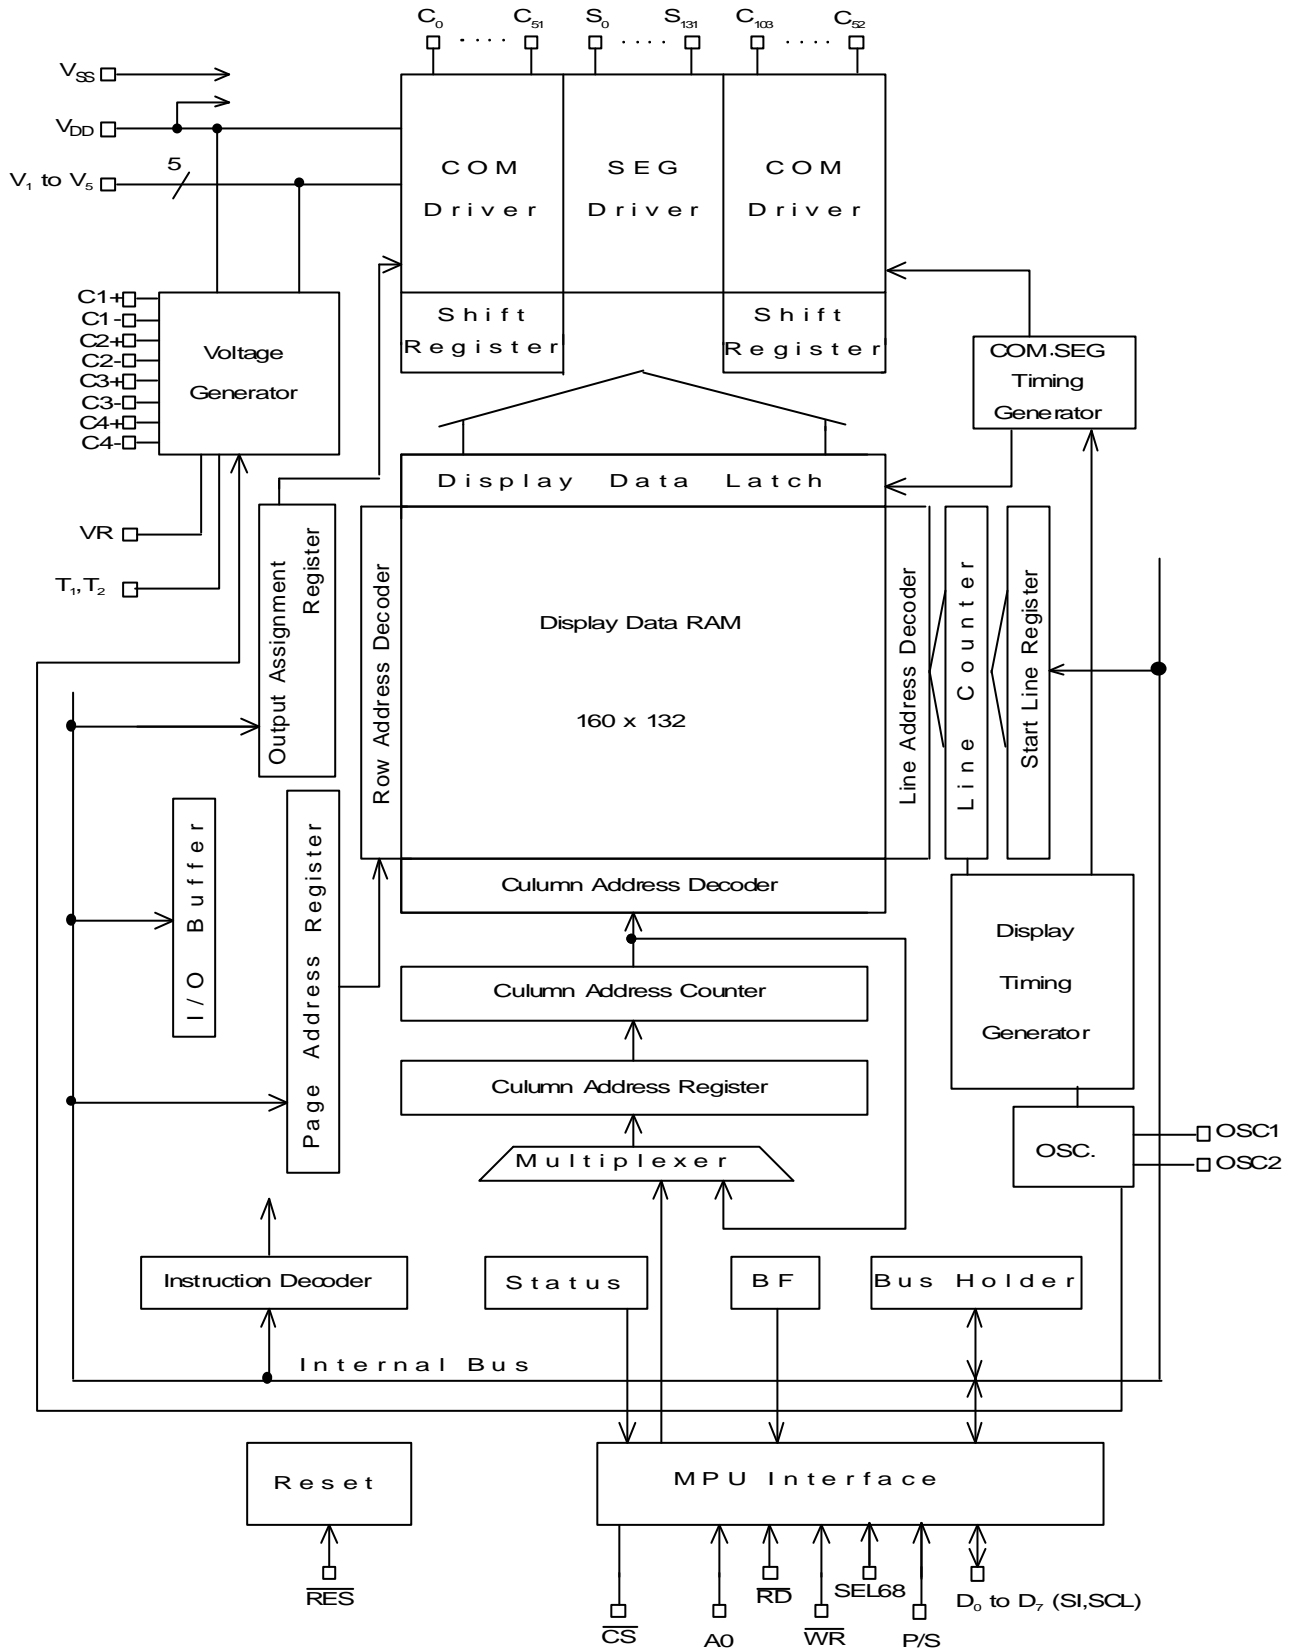 C0 ···· C51 S0 ···· S131 C103 ···· C52
VSS
VDD
5
V1 to V5
COM
Driver
SEG
Driver
COM
Driver
Shift
Register
Shift
Register
C1+
C1-
C2+
C2-
C3+
C3-
C4+
C4-
Voltage
Generator
COM.SEG
Timing
Generator
Display Data Latch
VR
T1,T2
Output Assignment
Register
Row Address Decoder
Display Data RAM
160 x 132
Line Address Decoder
Line Counter
Start Line Register
I/O Buffer
Page Address Register
Culumn Address Decoder
Culumn Address Counter
Culumn Address Register
Multiplexer
Display
Timing
Generator
OSC.
OSC1
OSC2
Instruction Decoder
Status
BF
Bus Holder
Internal Bus
Reset
MPU Interface
RES
CS
A0
RD
WR
SEL68
P/S
D0 to D7 (SI,SCL)